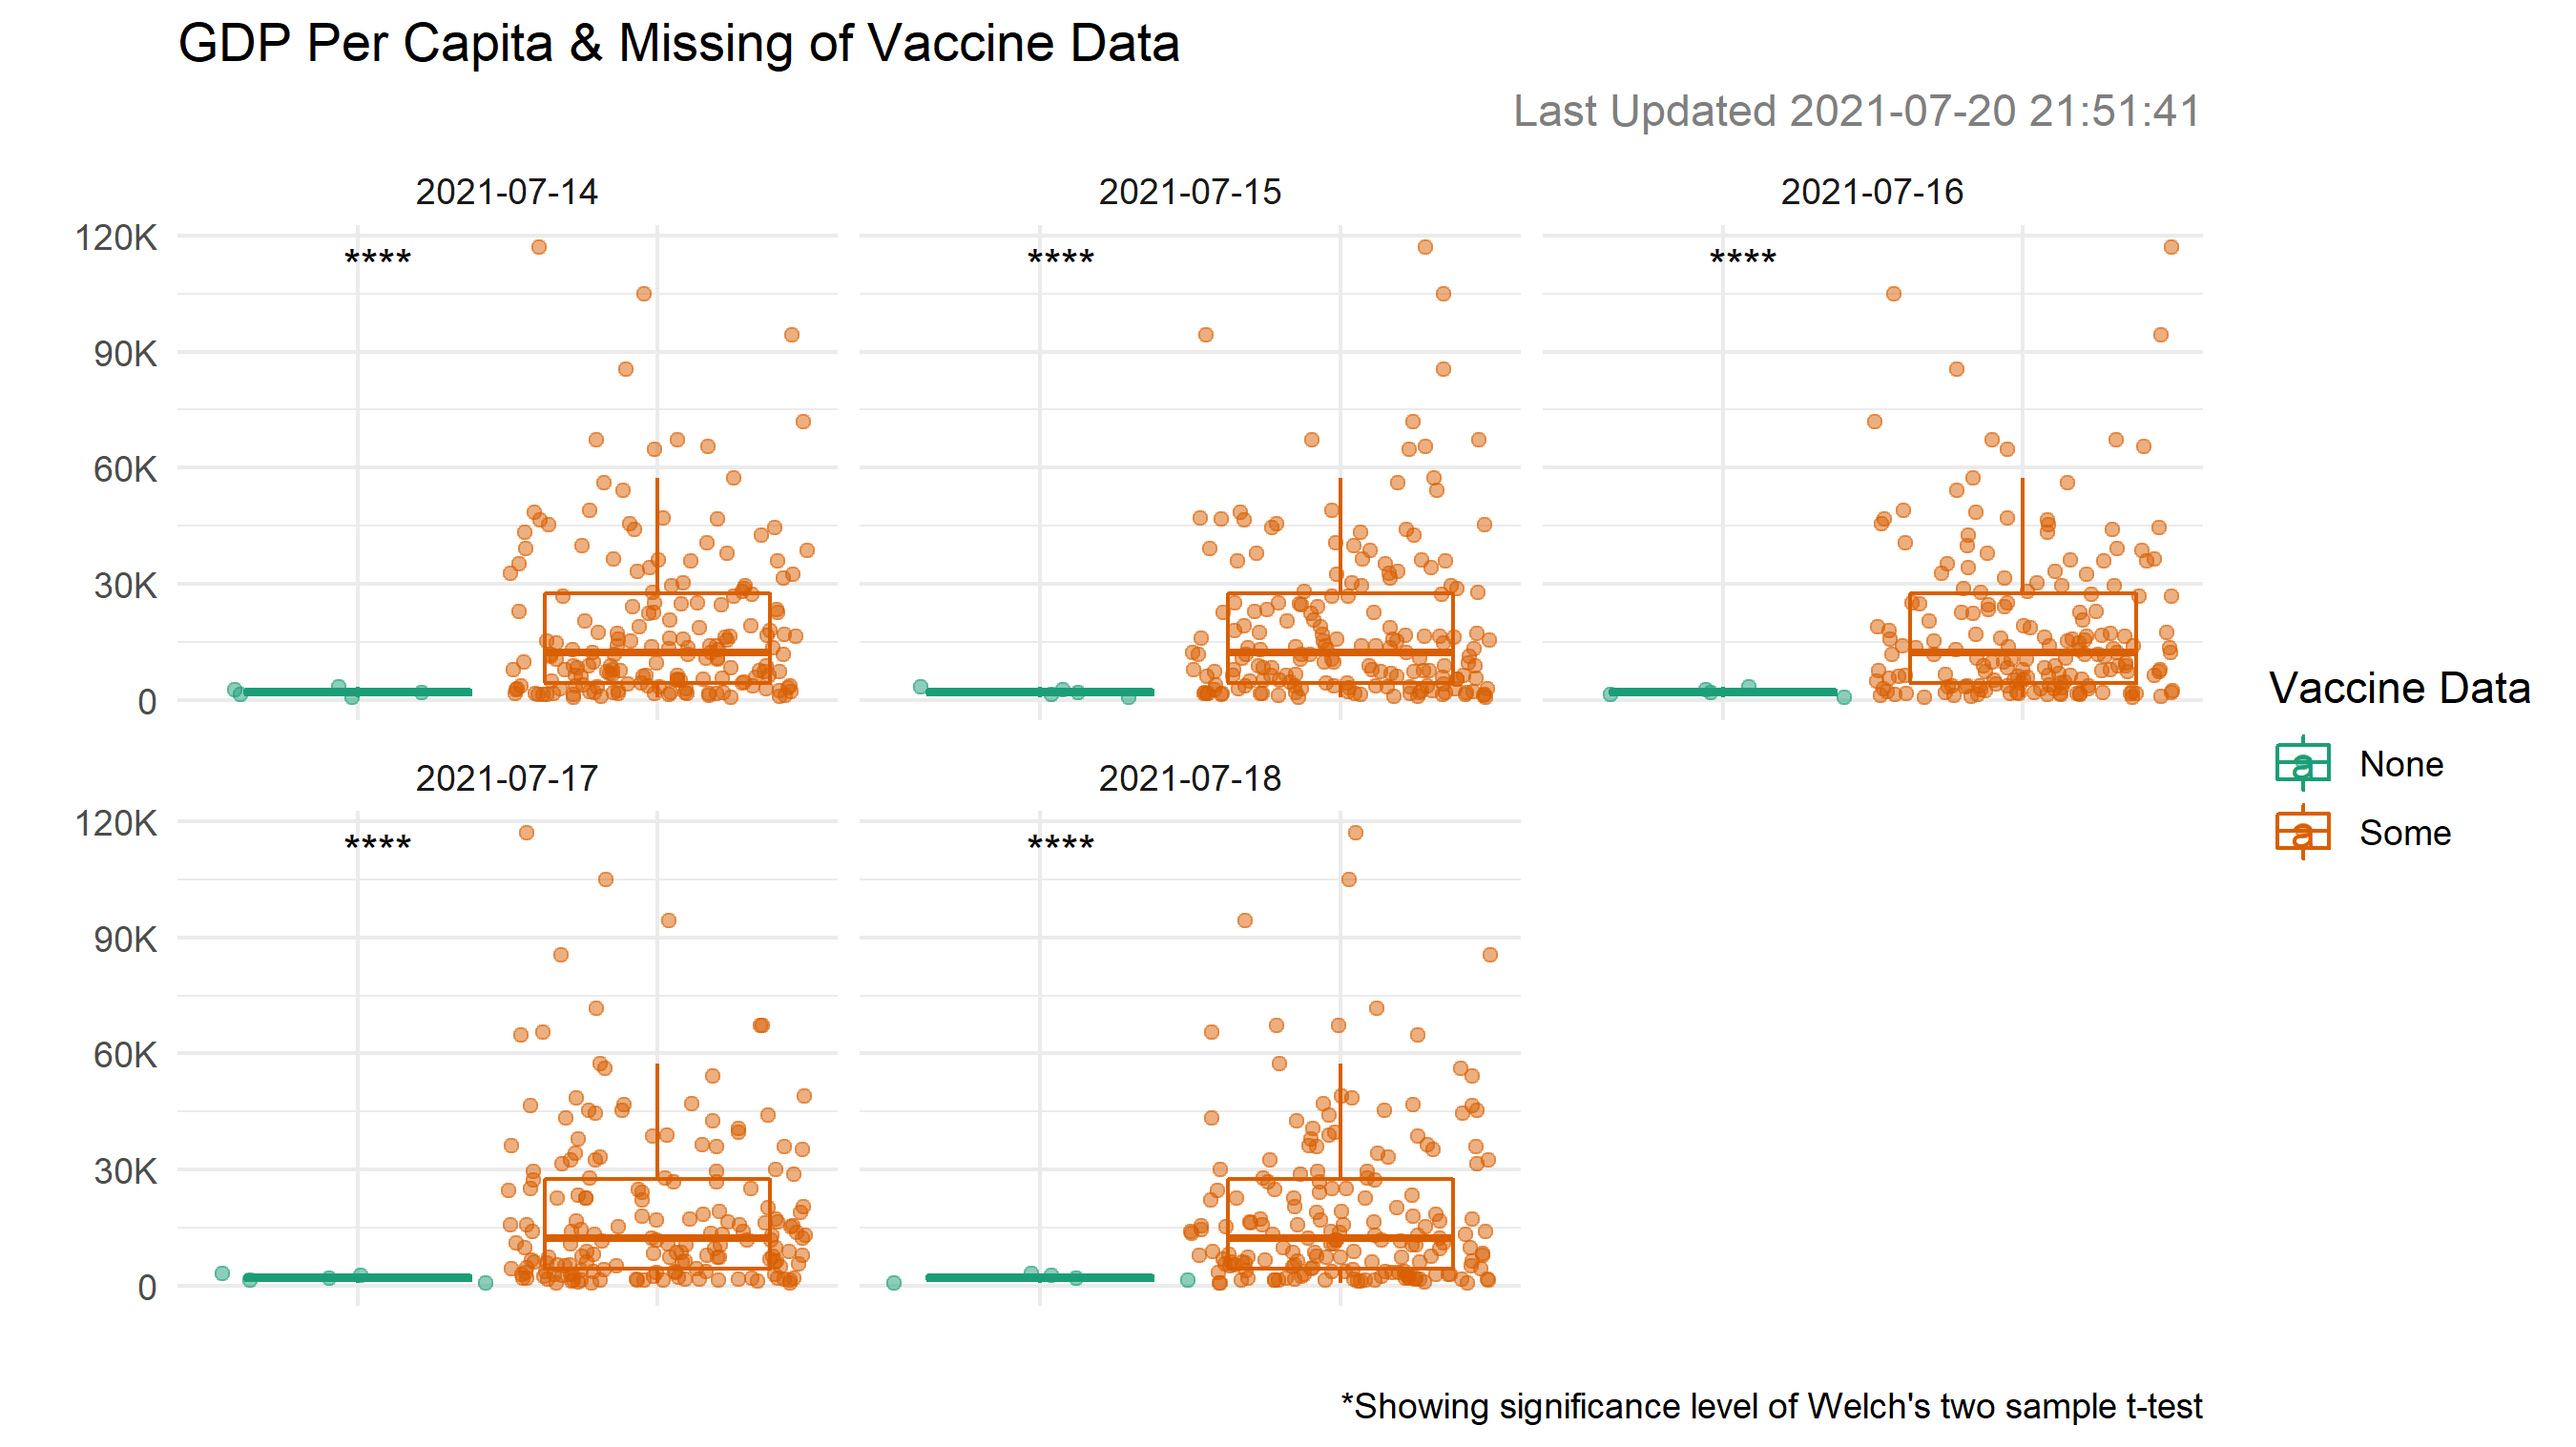 GDP Per Capita & Missing of Vaccine Data
Last Updated 2021-07-20 21:51:41
2021-07-14
2021-07-15
2021-07-16
120K
90K
60K
30K
0
****
****
****
2021-07-17
2021-07-18
120K
90K
60K
30K
0
****
****
Vaccine Data
a None
a Some
*Showing significance level of Welch's two sample t-test